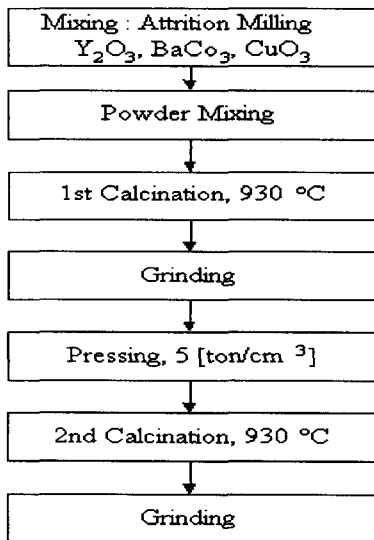 Mixing : Attrition Milling
Y₂O₃, BaCo₃, CuO₃
Powder Mixing
1st Calcination, 930 °C
Grinding
Pressing, 5 [ton/cm ³]
2nd Calcination, 930 °C
Grinding